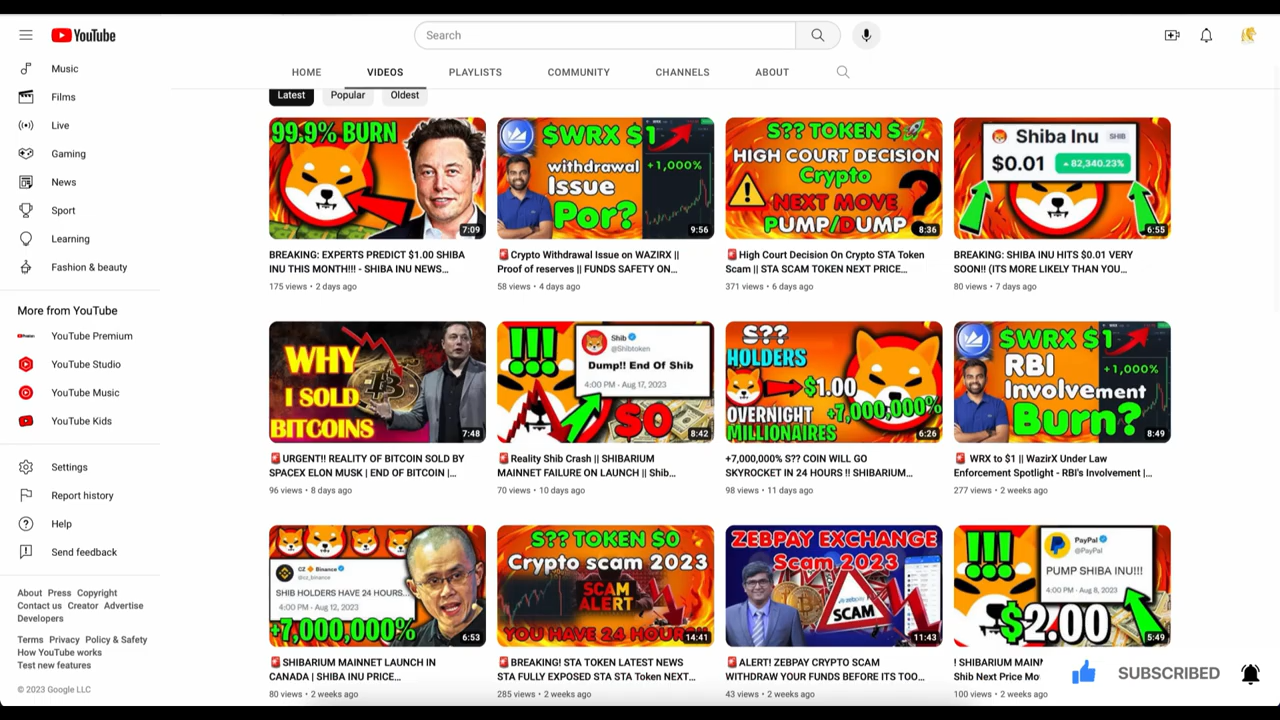 YouTube
Search
Music
Films
Live
Gaming
News
Sport
Learning
Fashion & beauty
More from YouTube
YouTube Premium
YouTube Studio
YouTube Music
YouTube Kids
Settings
Report history
Help
Send feedback
About Press Copyright
Contact us Creator Advertise
Developers
Terms Privacy Policy & Safety
How YouTube works
Test new features
© 2023 Google LLC
HOME VIDEOS PLAYLISTS COMMUNITY CHANNELS ABOUT
Latest Popular Oldest
99.9% BURN
7:09
BREAKING: EXPERTS PREDICT $1.00 SHIBA
INU THIS MONTH!!! - SHIBA INU NEWS...
175 views • 2 days ago
$WRX $1
withdrawal
+1,000%
Issue
Por?
9:56
🚨Crypto Withdrawal Issue on WAZIRX ||
Proof of reserves || FUNDS SAFETY ON...
58 views • 4 days ago
S?? TOKEN $
HIGH COURT DECISION
Crypto
NEXT MOVE
PUMP/DUMP
?
8:36
🚨High Court Decision On Crypto STA Token
Scam || STA SCAM TOKEN NEXT PRICE...
371 views • 6 days ago
Shiba Inu SHIB
$0.01 82,340.23%
6:55
BREAKING: SHIBA INU HITS $0.01 VERY
SOON!! (ITS MORE LIKELY THAN YOU...
80 views • 7 days ago
WHY
I SOLD
BITCOINS
7:48
🚨URGENT!! REALITY OF BITCOIN SOLD BY
SPACEX ELON MUSK | END OF BITCOIN |...
96 views • 8 days ago
!!!
Shib
@Shibtoken
Dump!! End Of Shib
4:00 PM - Aug 17, 2023
$0
8:42
🚨Reality Shib Crash || SHIBARIUM
MAINNET FAILURE ON LAUNCH || Shib...
70 views • 10 days ago
S??
HOLDERS
$1.00
OVERNIGHT +7,000,000%
MILLIONAIRES
6:26
+7,000,000% S?? COIN WILL GO
SKYROCKET IN 24 HOURS !! SHIBARIUM...
98 views • 11 days ago
$WRX $1
RBI
+1,000%
Involvement
Burn?
8:49
🚨 WRX to $1 || WazirX Under Law
Enforcement Spotlight - RBI's Involvement |...
277 views • 2 weeks ago
CZ Binance
@cz_binance
SHIB HOLDERS HAVE 24 HOURS...
4:00 PM - Aug 12, 2023
+7,000,000%
6:53
🚨SHIBARIUM MAINNET LAUNCH IN
CANADA | SHIBA INU PRICE...
80 views • 2 weeks ago
S?? TOKEN $0
Crypto scam 2023
SCAM
ALERT
YOU HAVE 24 HOUR
14:41
🚨BREAKING! STA TOKEN LATEST NEWS
STA FULLY EXPOSED STA STA Token NEXT...
285 views • 2 weeks ago
ZEBPAY EXCHANGE
Scam 2023
SCAM
11:43
🚨ALERT! ZEBPAY CRYPTO SCAM
WITHDRAW YOUR FUNDS BEFORE ITS TOO...
43 views • 2 weeks ago
!!!
PayPal
@PayPal
PUMP SHIBA INU!!!
4:00 PM - Aug 8, 2023
$2.00
5:49
! SHIBARIUM MAIN
Shib Next Price Mo
100 views • 2 weeks ago
SUBSCRIBED